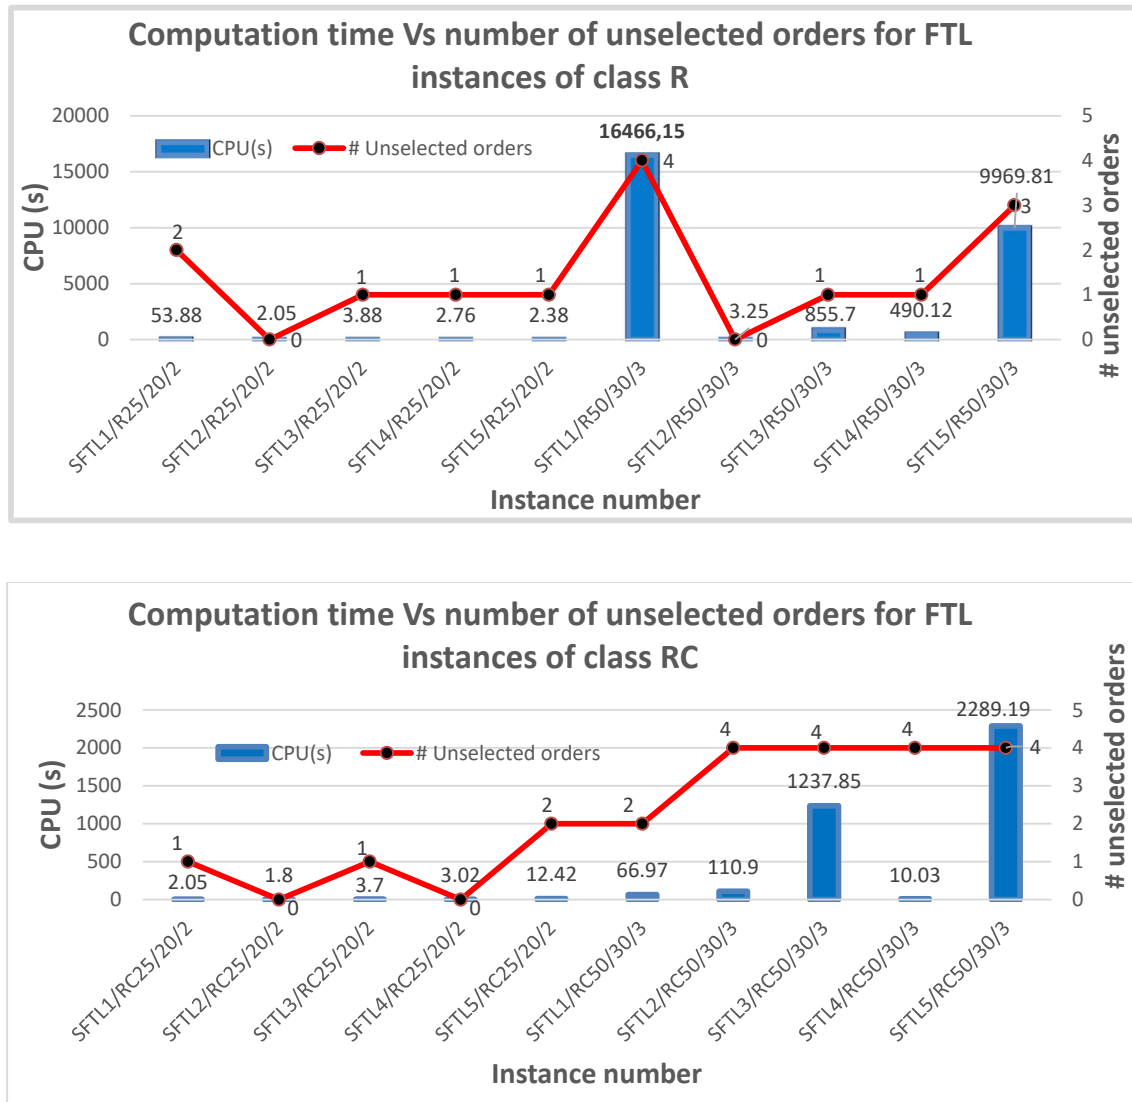 Computation time Vs number of unselected orders for FTL
instances of class R
20000
15000
10000
5000
0
CPU (s)
CPU(s)
# Unselected orders
5
4
3
2
1
0
# unselected orders
16466,15
4
9969.81
3
2
53.88
2.05
0
1
3.88
1
2.76
1
2.38
3.25
0
1
855.7
1
490.12
SFTL1/R25/20/2
SFTL2/R25/20/2
SFTL3/R25/20/2
SFTL4/R25/20/2
SFTL5/R25/20/2
SFTL1/R50/30/3
SFTL2/R50/30/3
SFTL3/R50/30/3
SFTL4/R50/30/3
SFTL5/R50/30/3
Instance number
Computation time Vs number of unselected orders for FTL
instances of class RC
2500
2000
1500
1000
500
0
CPU (s)
CPU(s)
# Unselected orders
5
4
3
2
1
0
# unselected orders
1
2.05
1.8
0
1
3.7
3.02
0
2
12.42
2
66.97
4
110.9
4
1237.85
4
10.03
2289.19
4
SFTL1/RC25/20/2
SFTL2/RC25/20/2
SFTL3/RC25/20/2
SFTL4/RC25/20/2
SFTL5/RC25/20/2
SFTL1/RC50/30/3
SFTL2/RC50/30/3
SFTL3/RC50/30/3
SFTL4/RC50/30/3
SFTL5/RC50/30/3
Instance number